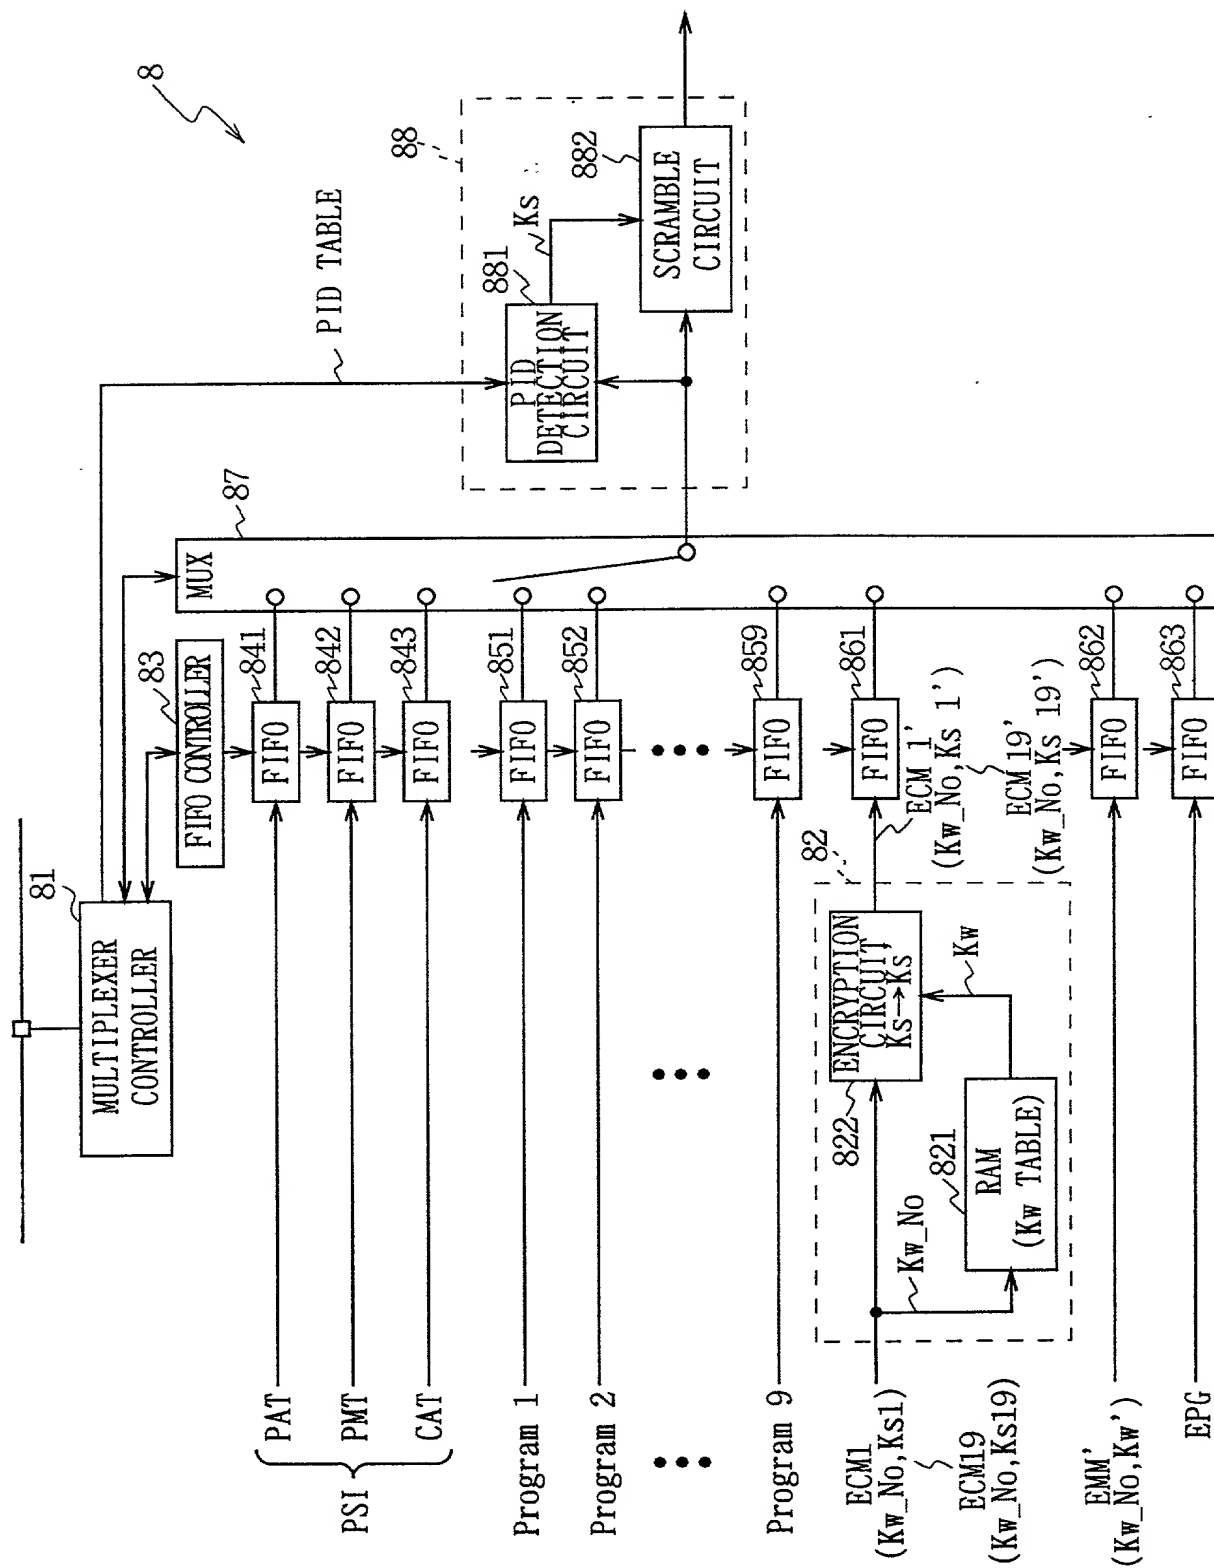 8
81
MULTIPLEXER
CONTROLLER
PID TABLE
83
FIFO CONTROLLER
87
MUX
88
881
PID
DETECTION
CIRCUIT
Ks
882
SCRAMBLE
CIRCUIT
PSI
PAT
FIFO
841
PMT
FIFO
842
CAT
FIFO
843
Program 1
FIFO
851
Program 2
FIFO
852
Program 9
FIFO
859
ECM1
(Kw_No,Ks1)
ECM19
(Kw_No,Ks19)
82
822
ENCRYPTION
CIRCUIT
Ks→Ks'
Kw_No
821
RAM
(Kw TABLE)
Kw
FIFO
861
ECM 1'
(Kw_No,Ks 1')
ECM 19'
(Kw_No,Ks 19')
EMM'
(Kw_No,Kw')
FIFO
862
EPG
FIFO
863